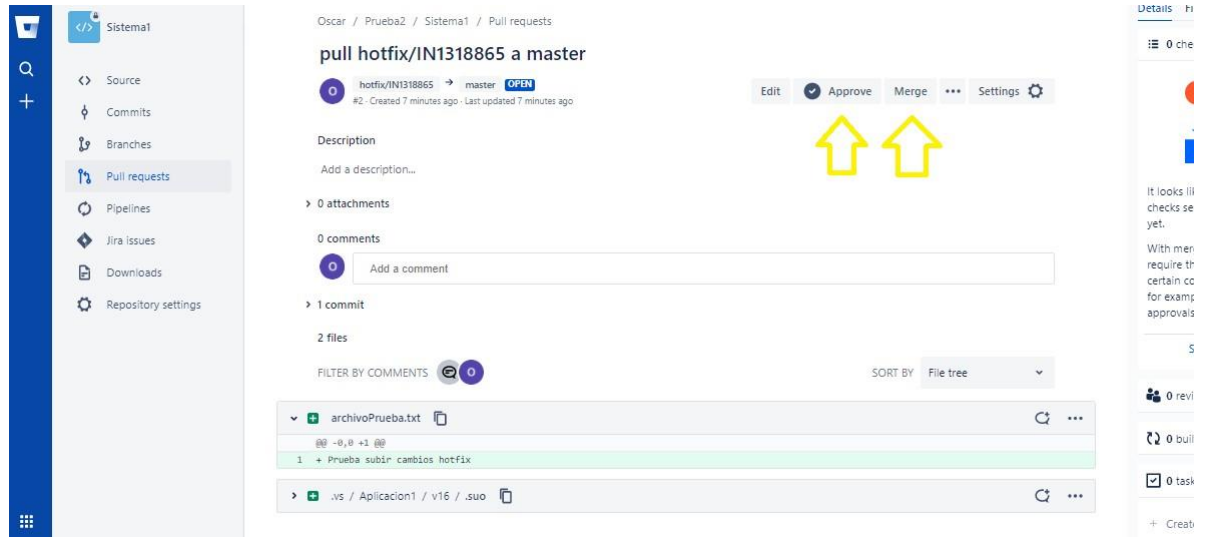 Sistema1
Source
Commits
Branches
Pull requests
Pipelines
Jira issues
Downloads
Repository settings
Oscar / Prueba2 / Sistema1 / Pull requests
pull hotfix/IN1318865 a master
O hotfix/IN1318865 → master OPEN
#2 · Created 7 minutes ago · Last updated 7 minutes ago
Edit Approve Merge ••• Settings
Description
Add a description...
0 attachments
0 comments
O Add a comment
1 commit
2 files
FILTER BY COMMENTS O SORT BY File tree
archivoPrueba.txt
@@ -0,0 +1 @@
1 + Prueba subir cambios hotfix
.vs / Aplicacion1 / v16 / .suo
Details
0 che
It looks
checks se
yet.
With mer
require th
certain co
for examp
approvals
S
0 revi
0 buil
0 task
+ Create